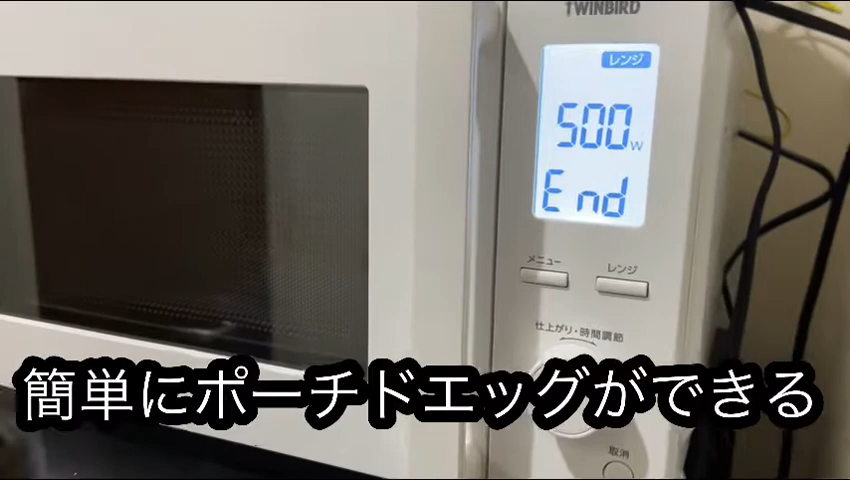 TWINBIRD
レンジ
500W
End
メニュー
レンジ
仕上がり・時間調節
取消
簡単にポーチドエッグができる